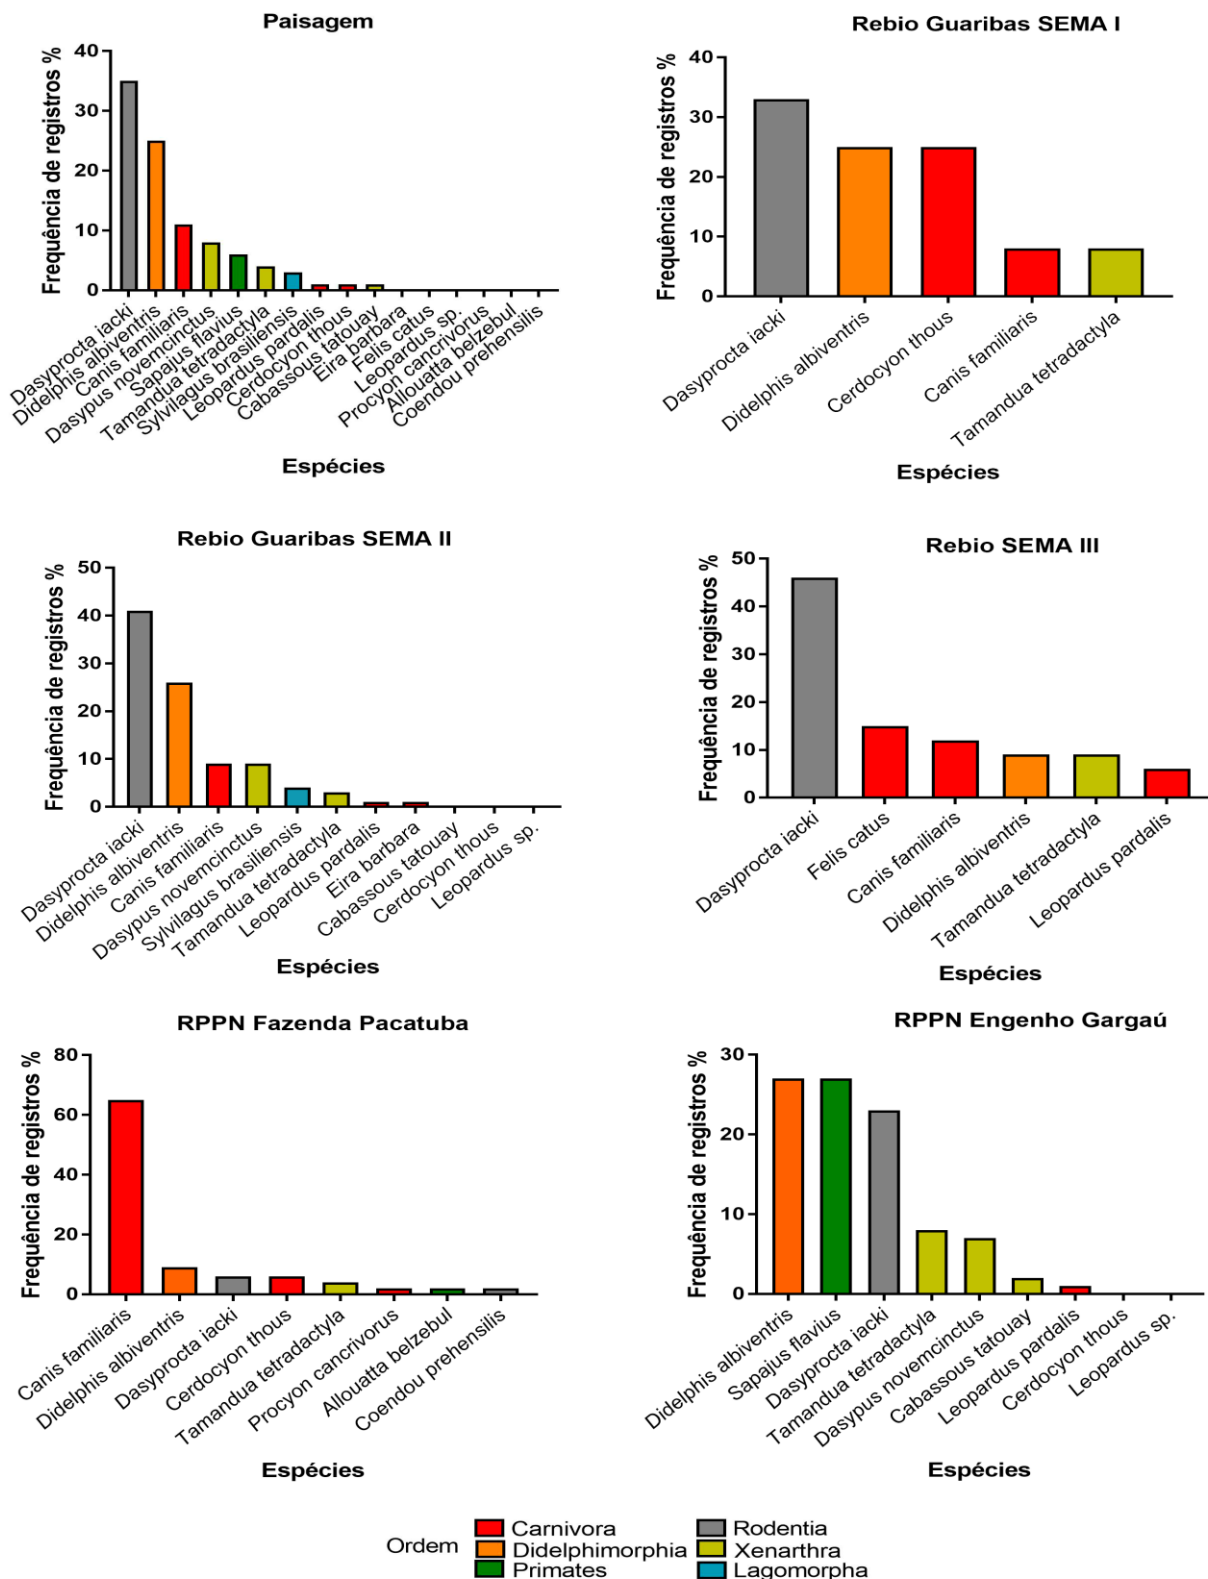 Paisagem
Frequência de registros %
40
30
20
10
0
Dasyprocta iacki
Didelphis albiventris
Canis familiaris
Dasypus novemcinctus
Sapajus flavius
Tamandua tetradactyla
Sylvilagus brasiliensis
Leopardus pardalis
Cerdocyon thous
Cabassous tatouay
Eira barbara
Felis catus
Leopardus sp.
Procyon cancrivorus
Allouatta belzebul
Coendou prehensilis
Espécies
Rebio Guaribas SEMA I
Frequência de registros %
40
30
20
10
0
Dasyprocta iacki
Didelphis albiventris
Cerdocyon thous
Canis familiaris
Tamandua tetradactyla
Espécies
Rebio Guaribas SEMA II
Frequência de registros %
50
40
30
20
10
0
Dasyprocta iacki
Didelphis albiventris
Canis familiaris
Dasypus novemcinctus
Sylvilagus brasiliensis
Tamandua tetradactyla
Leopardus pardalis
Eira barbara
Cabassous tatouay
Cerdocyon thous
Leopardus sp.
Espécies
Rebio SEMA III
Frequência de registros %
50
40
30
20
10
0
Dasyprocta iacki
Felis catus
Canis familiaris
Didelphis albiventris
Tamandua tetradactyla
Leopardus pardalis
Espécies
RPPN Fazenda Pacatuba
Frequência de registros %
80
60
40
20
0
Canis familiaris
Didelphis albiventris
Dasyprocta iacki
Cerdocyon thous
Tamandua tetradactyla
Procyon cancrivorus
Allouatta belzebul
Coendou prehensilis
Espécies
RPPN Engenho Gargaú
Frequência de registros %
30
20
10
0
Didelphis albiventris
Sapajus flavius
Dasyprocta iacki
Tamandua tetradactyla
Dasypus novemcinctus
Cabassous tatouay
Leopardus pardalis
Cerdocyon thous
Leopardus sp.
Espécies
Ordem
Carnivora
Didelphimorphia
Primates
Rodentia
Xenarthra
Lagomorpha